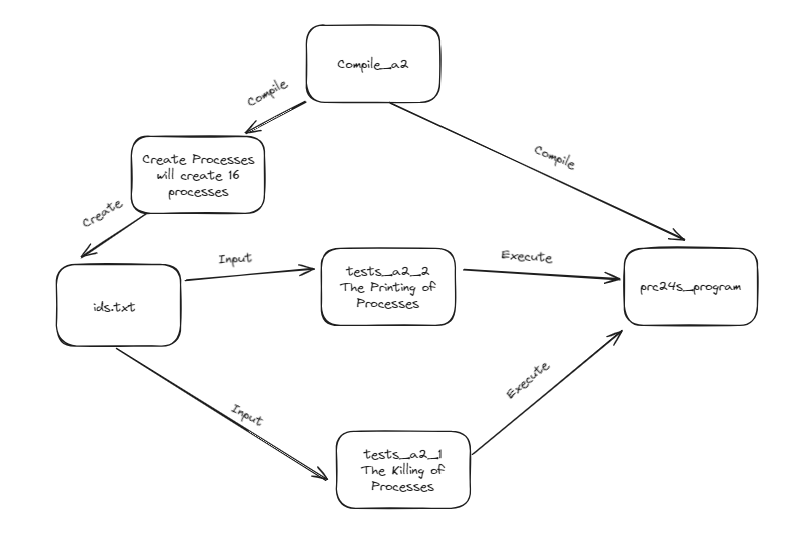 Compile_a2
Compile
Compile
Create Processes
will create 16
processes
Create
Input
tests_a2_2
The Printing of
Processes
Execute
prc24s_program
ids.txt
Execute
Input
tests_a2_1
The Killing of
Processes